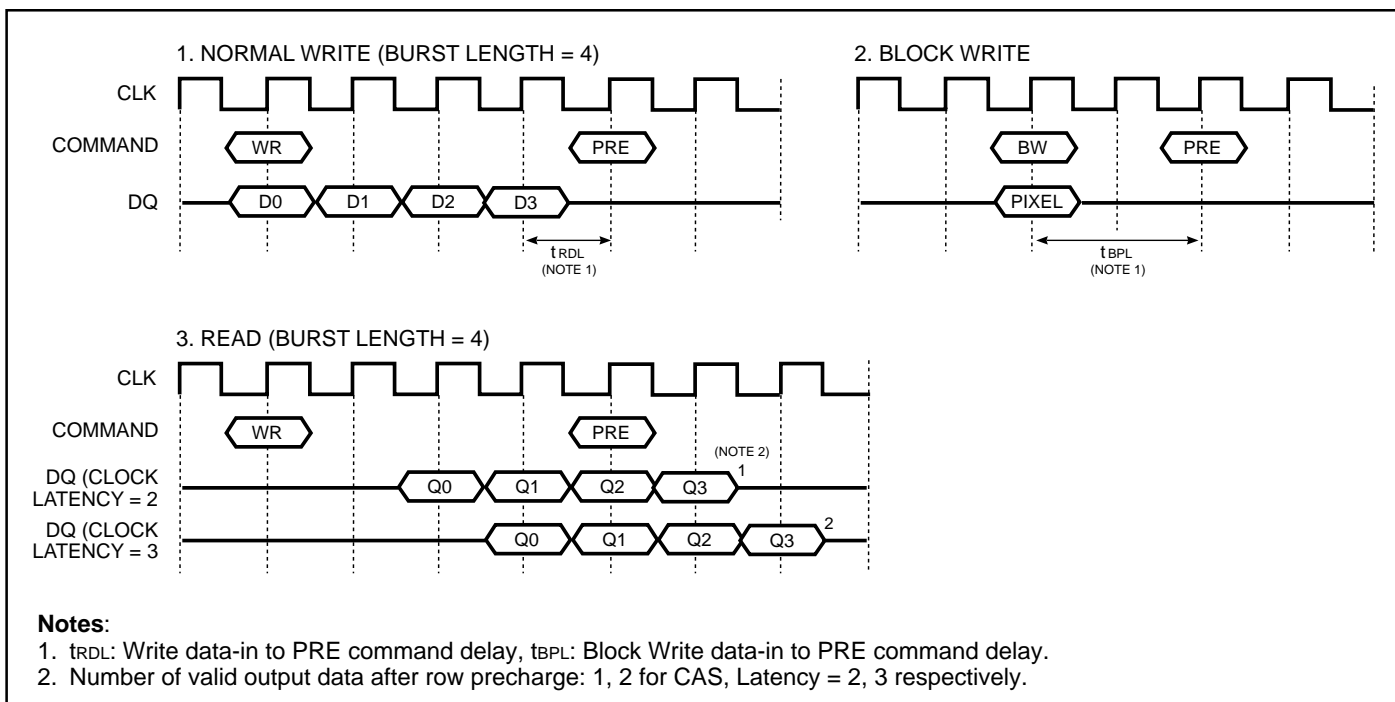 1. NORMAL WRITE (BURST LENGTH = 4)
CLK
COMMAND
WR
PRE
DQ
D0
D1
D2
D3
tRDL
(NOTE 1)
2. BLOCK WRITE
BW
PRE
PIXEL
tBPL
(NOTE 1)
3. READ (BURST LENGTH = 4)
CLK
COMMAND
WR
PRE
(NOTE 2)
DQ (CLOCK
LATENCY = 2
Q0
Q1
Q2
Q3
1
DQ (CLOCK
LATENCY = 3
Q0
Q1
Q2
Q3
2
Notes:
1. tRDL: Write data-in to PRE command delay, tBPL: Block Write data-in to PRE command delay.
2. Number of valid output data after row precharge: 1, 2 for CAS, Latency = 2, 3 respectively.